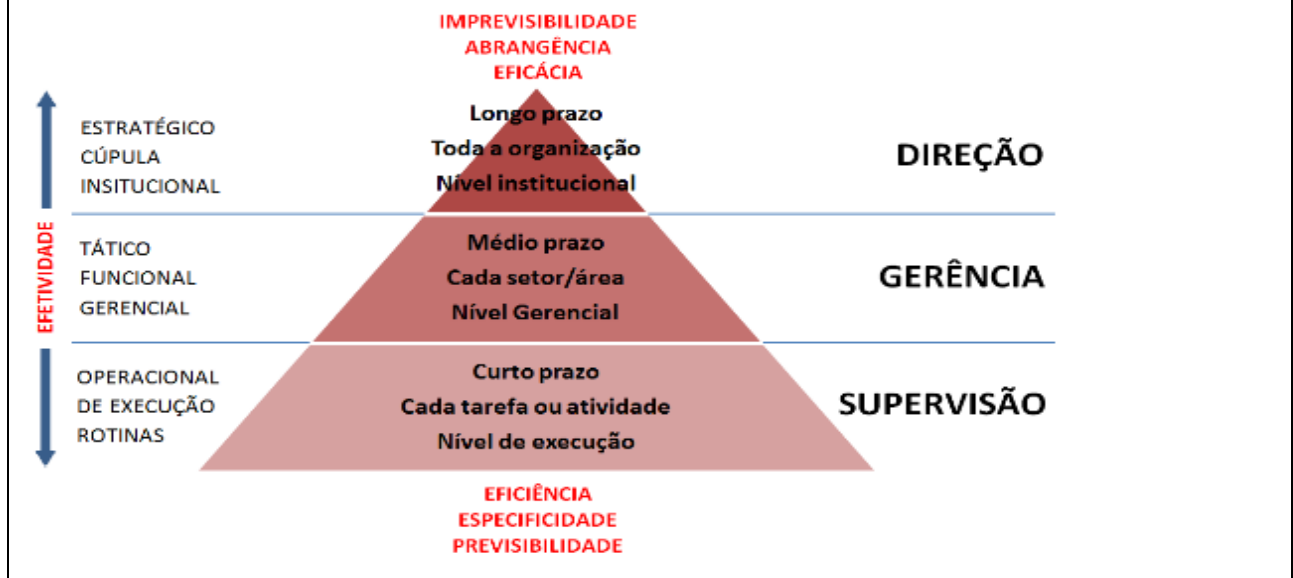 IMPREVISIBILIDADE
ABRANGÊNCIA
EFICÁCIA
EFETIVIDADE
ESTRATÉGICO
CÚPULA
INSITUCIONAL
Longo prazo
Toda a organização
Nível institucional
DIREÇÃO
TÁTICO
FUNCIONAL
GERENCIAL
Médio prazo
Cada setor/área
Nível Gerencial
GERÊNCIA
OPERACIONAL
DE EXECUÇÃO
ROTINAS
Curto prazo
Cada tarefa ou atividade
Nível de execução
SUPERVISÃO
EFICIÊNCIA
ESPECIFICIDADE
PREVISIBILIDADE